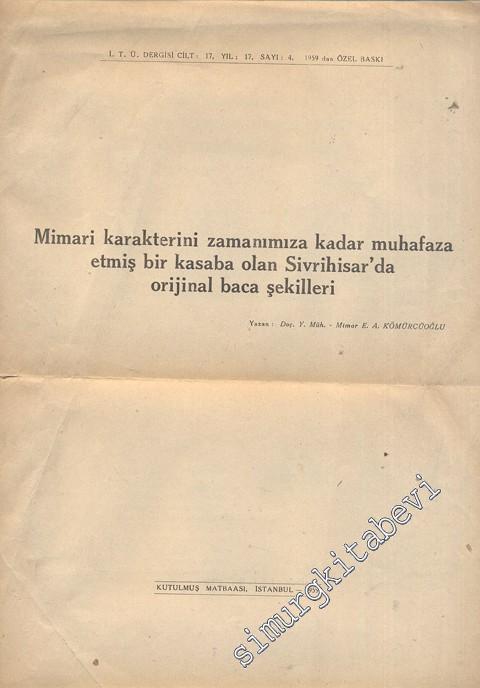 İ. T. Ü. DERGİSİ CİLT: 17, YIL: 17, SAYI: 4. 1959 dan ÖZEL BASKI
Mimari karakterini zamanımıza kadar muhafaza
etmiş bir kasaba olan Sivrihisar'da
orijinal baca şekilleri
Yazan: Doç. Y. Müh. - Mimar E. A. KÖMÜRCÜOĞLU
KUTULMUŞ MATBAASI, İSTANBUL — 1959
simurgkitabevi